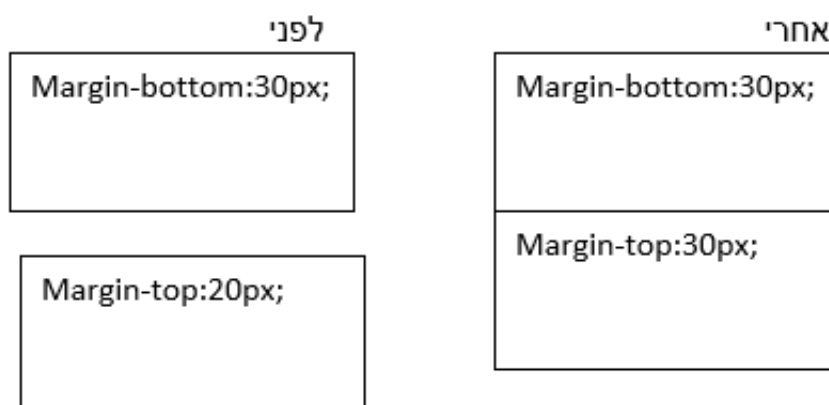 לפני
Margin-bottom:30px;
Margin-top:20px;
אחרי
Margin-bottom:30px;
Margin-top:30px;